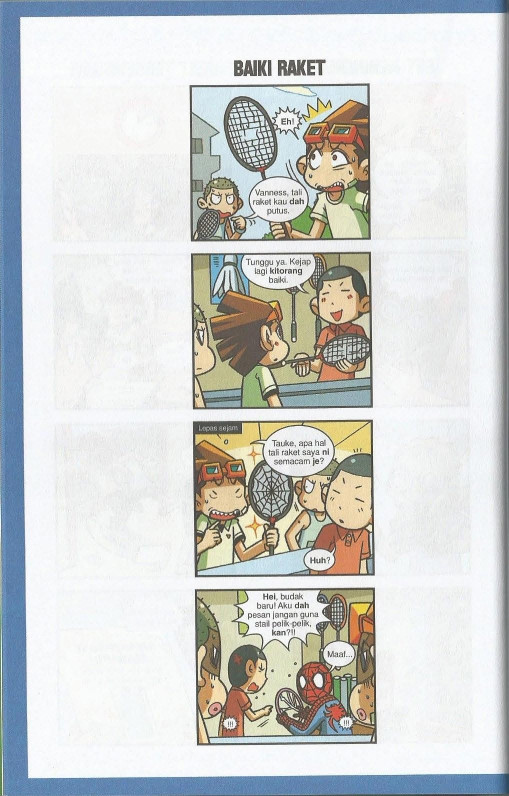 BAIKI RAKET
Eh!
Vanness, tali
raket kau dah
putus.
Tunggu ya. Kejap
lagi kitorang
baiki.
Lepas sejam
Tauke, apa hal
tali raket saya ni
semacam je?
Huh?
Hei, budak
baru! Aku dah
pesan jangan guna
stail pelik-pelik,
kan?!!
Maaf...
!!!
!!!